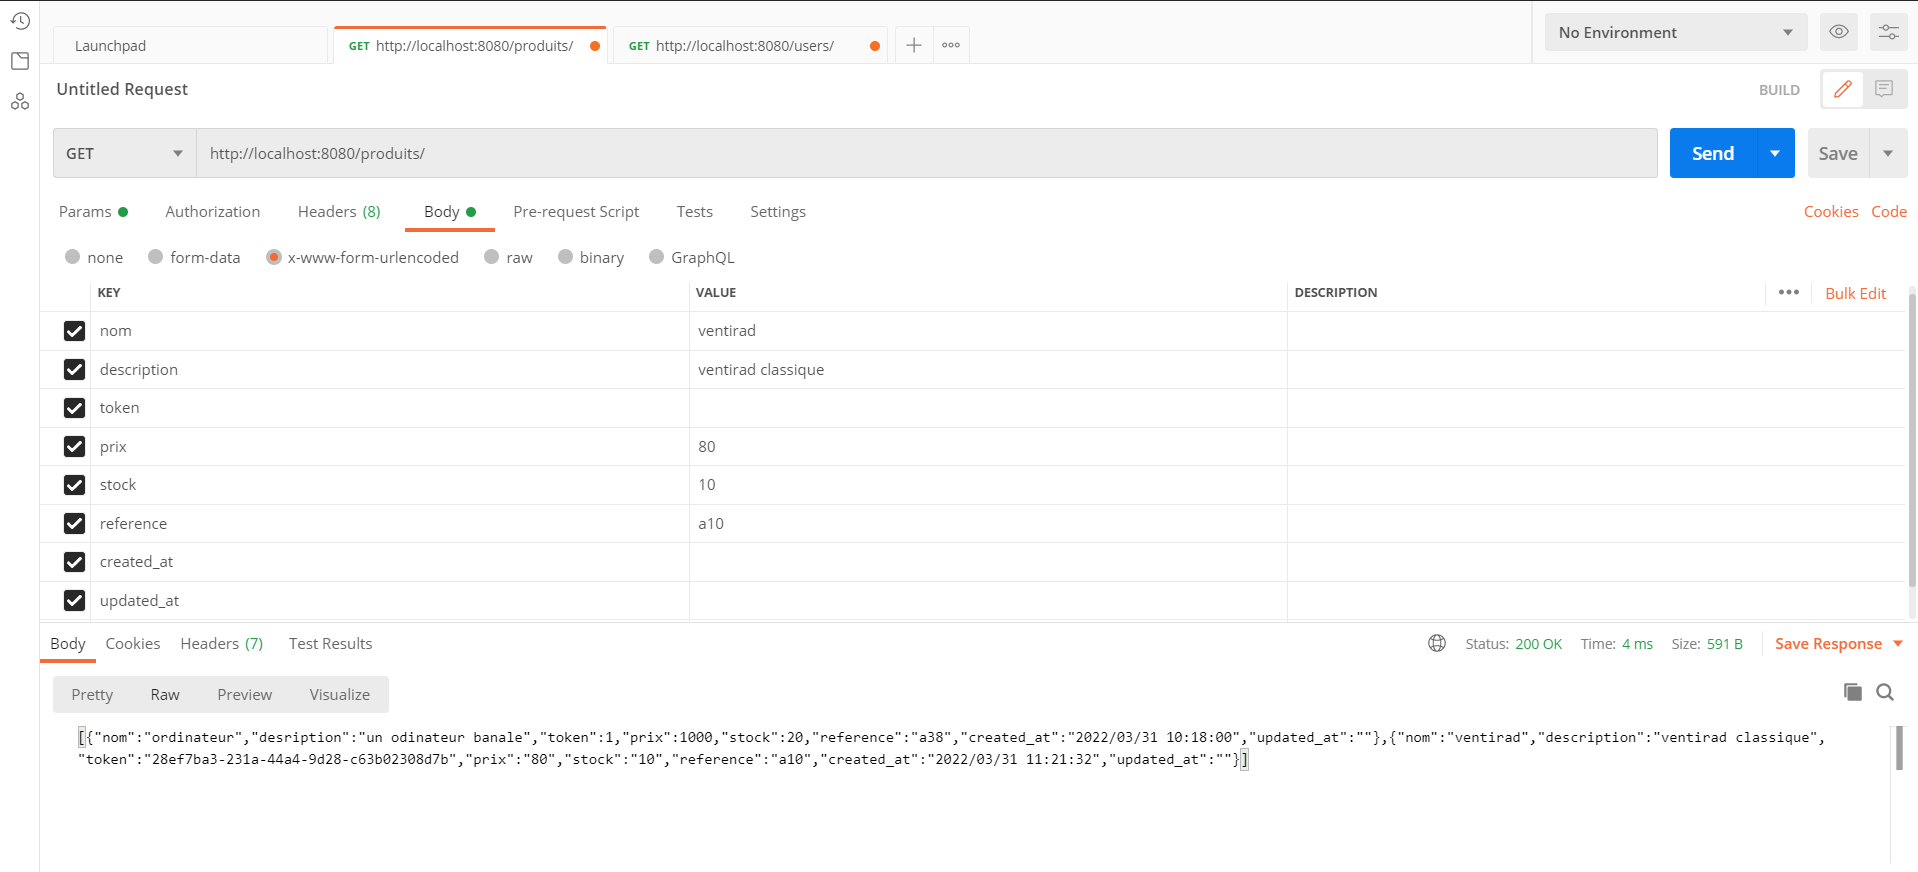 Launchpad
GET http://localhost:8080/produits/
GET http://localhost:8080/users/
No Environment
Untitled Request
BUILD
GET http://localhost:8080/produits/
Send
Save
Params Authorization Headers (8) Body Pre-request Script Tests Settings
Cookies Code
none form-data x-www-form-urlencoded raw binary GraphQL
KEY VALUE DESCRIPTION
Bulk Edit
nom ventirad
description ventirad classique
token
prix 80
stock 10
reference a10
created_at
updated_at
Body Cookies Headers (7) Test Results
Status: 200 OK Time: 4 ms Size: 591 B Save Response
Pretty Raw Preview Visualize
[{"nom":"ordinateur","desription":"un odinateur banale","token":1,"prix":1000,"stock":20,"reference":"a38","created_at":"2022/03/31 10:18:00","updated_at":""},{"nom":"ventirad","description":"ventirad classique",
"token":"28ef7ba3-231a-44a4-9d28-c63b02308d7b","prix":"80","stock":"10","reference":"a10","created_at":"2022/03/31 11:21:32","updated_at":""}]